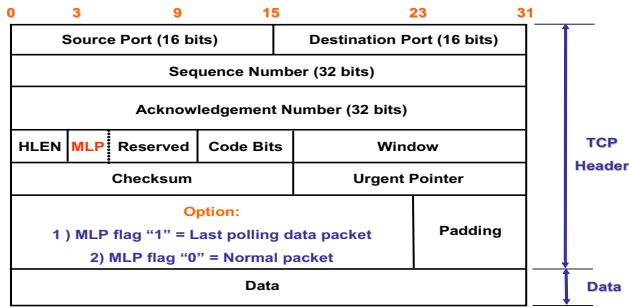 0 3 9 15 23 31
Source Port (16 bits) Destination Port (16 bits)
Sequence Number (32 bits)
Acknowledgement Number (32 bits)
HLEN MLP Reserved Code Bits Window
Checksum Urgent Pointer
Option:
1 ) MLP flag “1” = Last polling data packet
2) MLP flag “0” = Normal packet
Padding
Data
TCP
Header
Data